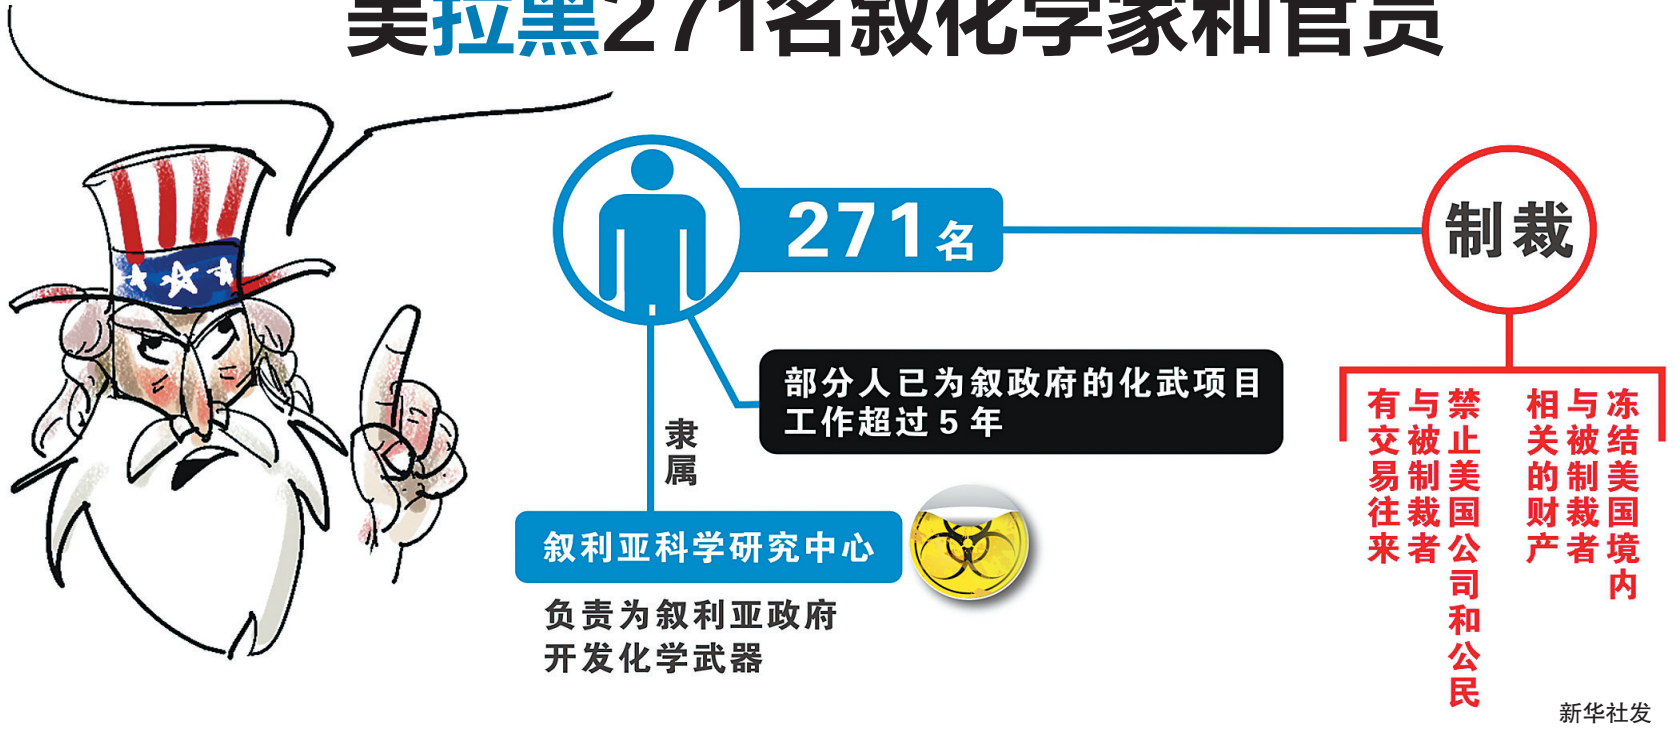 美拉黑271名叙化学家和官员
271名
制裁
部分人已为叙政府的化武项目
工作超过5年
隶属
叙利亚科学研究中心
负责为叙利亚政府
开发化学武器
冻结美国境内
与被制裁者
相关的财产
禁止美国公司和公民
与被制裁者
有交易往来
新华社发